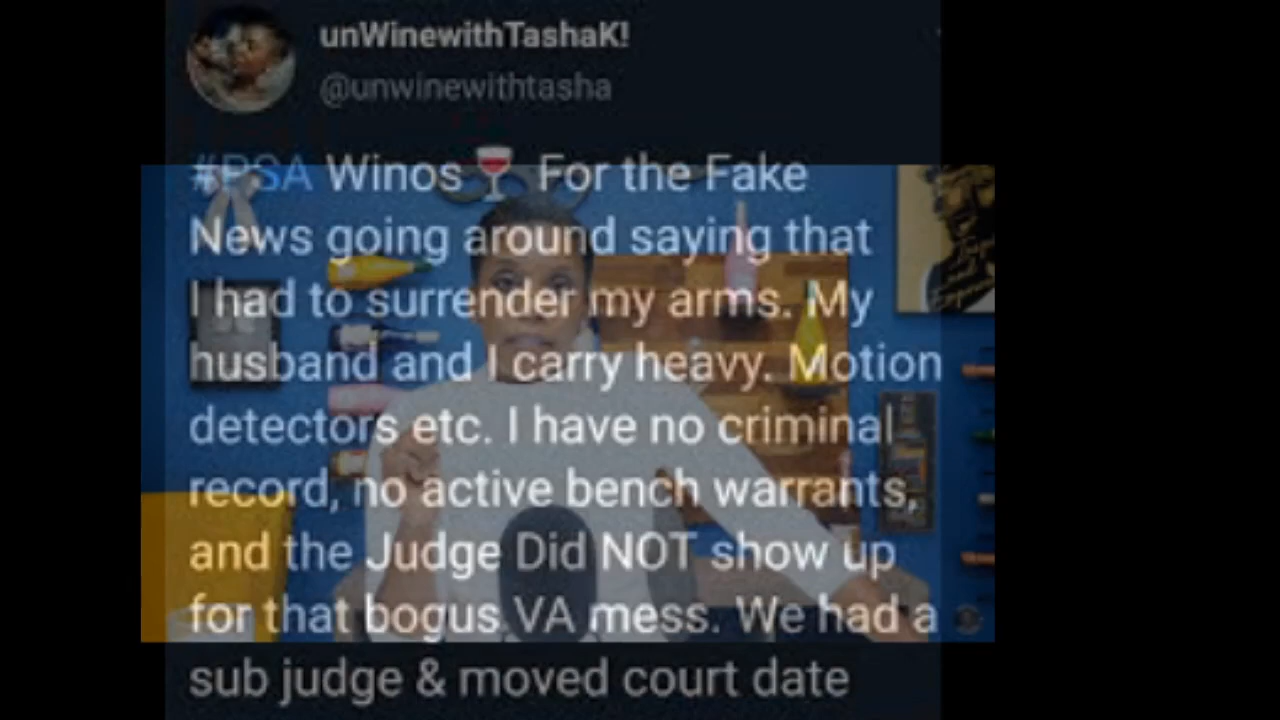 unWinewithTashaK!
@unwinewithtasha
#PSA Winos🍷 For the Fake
News going around saying that
I had to surrender my arms. My
husband and I carry heavy. Motion
detectors etc. I have no criminal
record, no active bench warrants,
and the Judge Did NOT show up
for that bogus VA mess. We had a
sub judge & moved court date